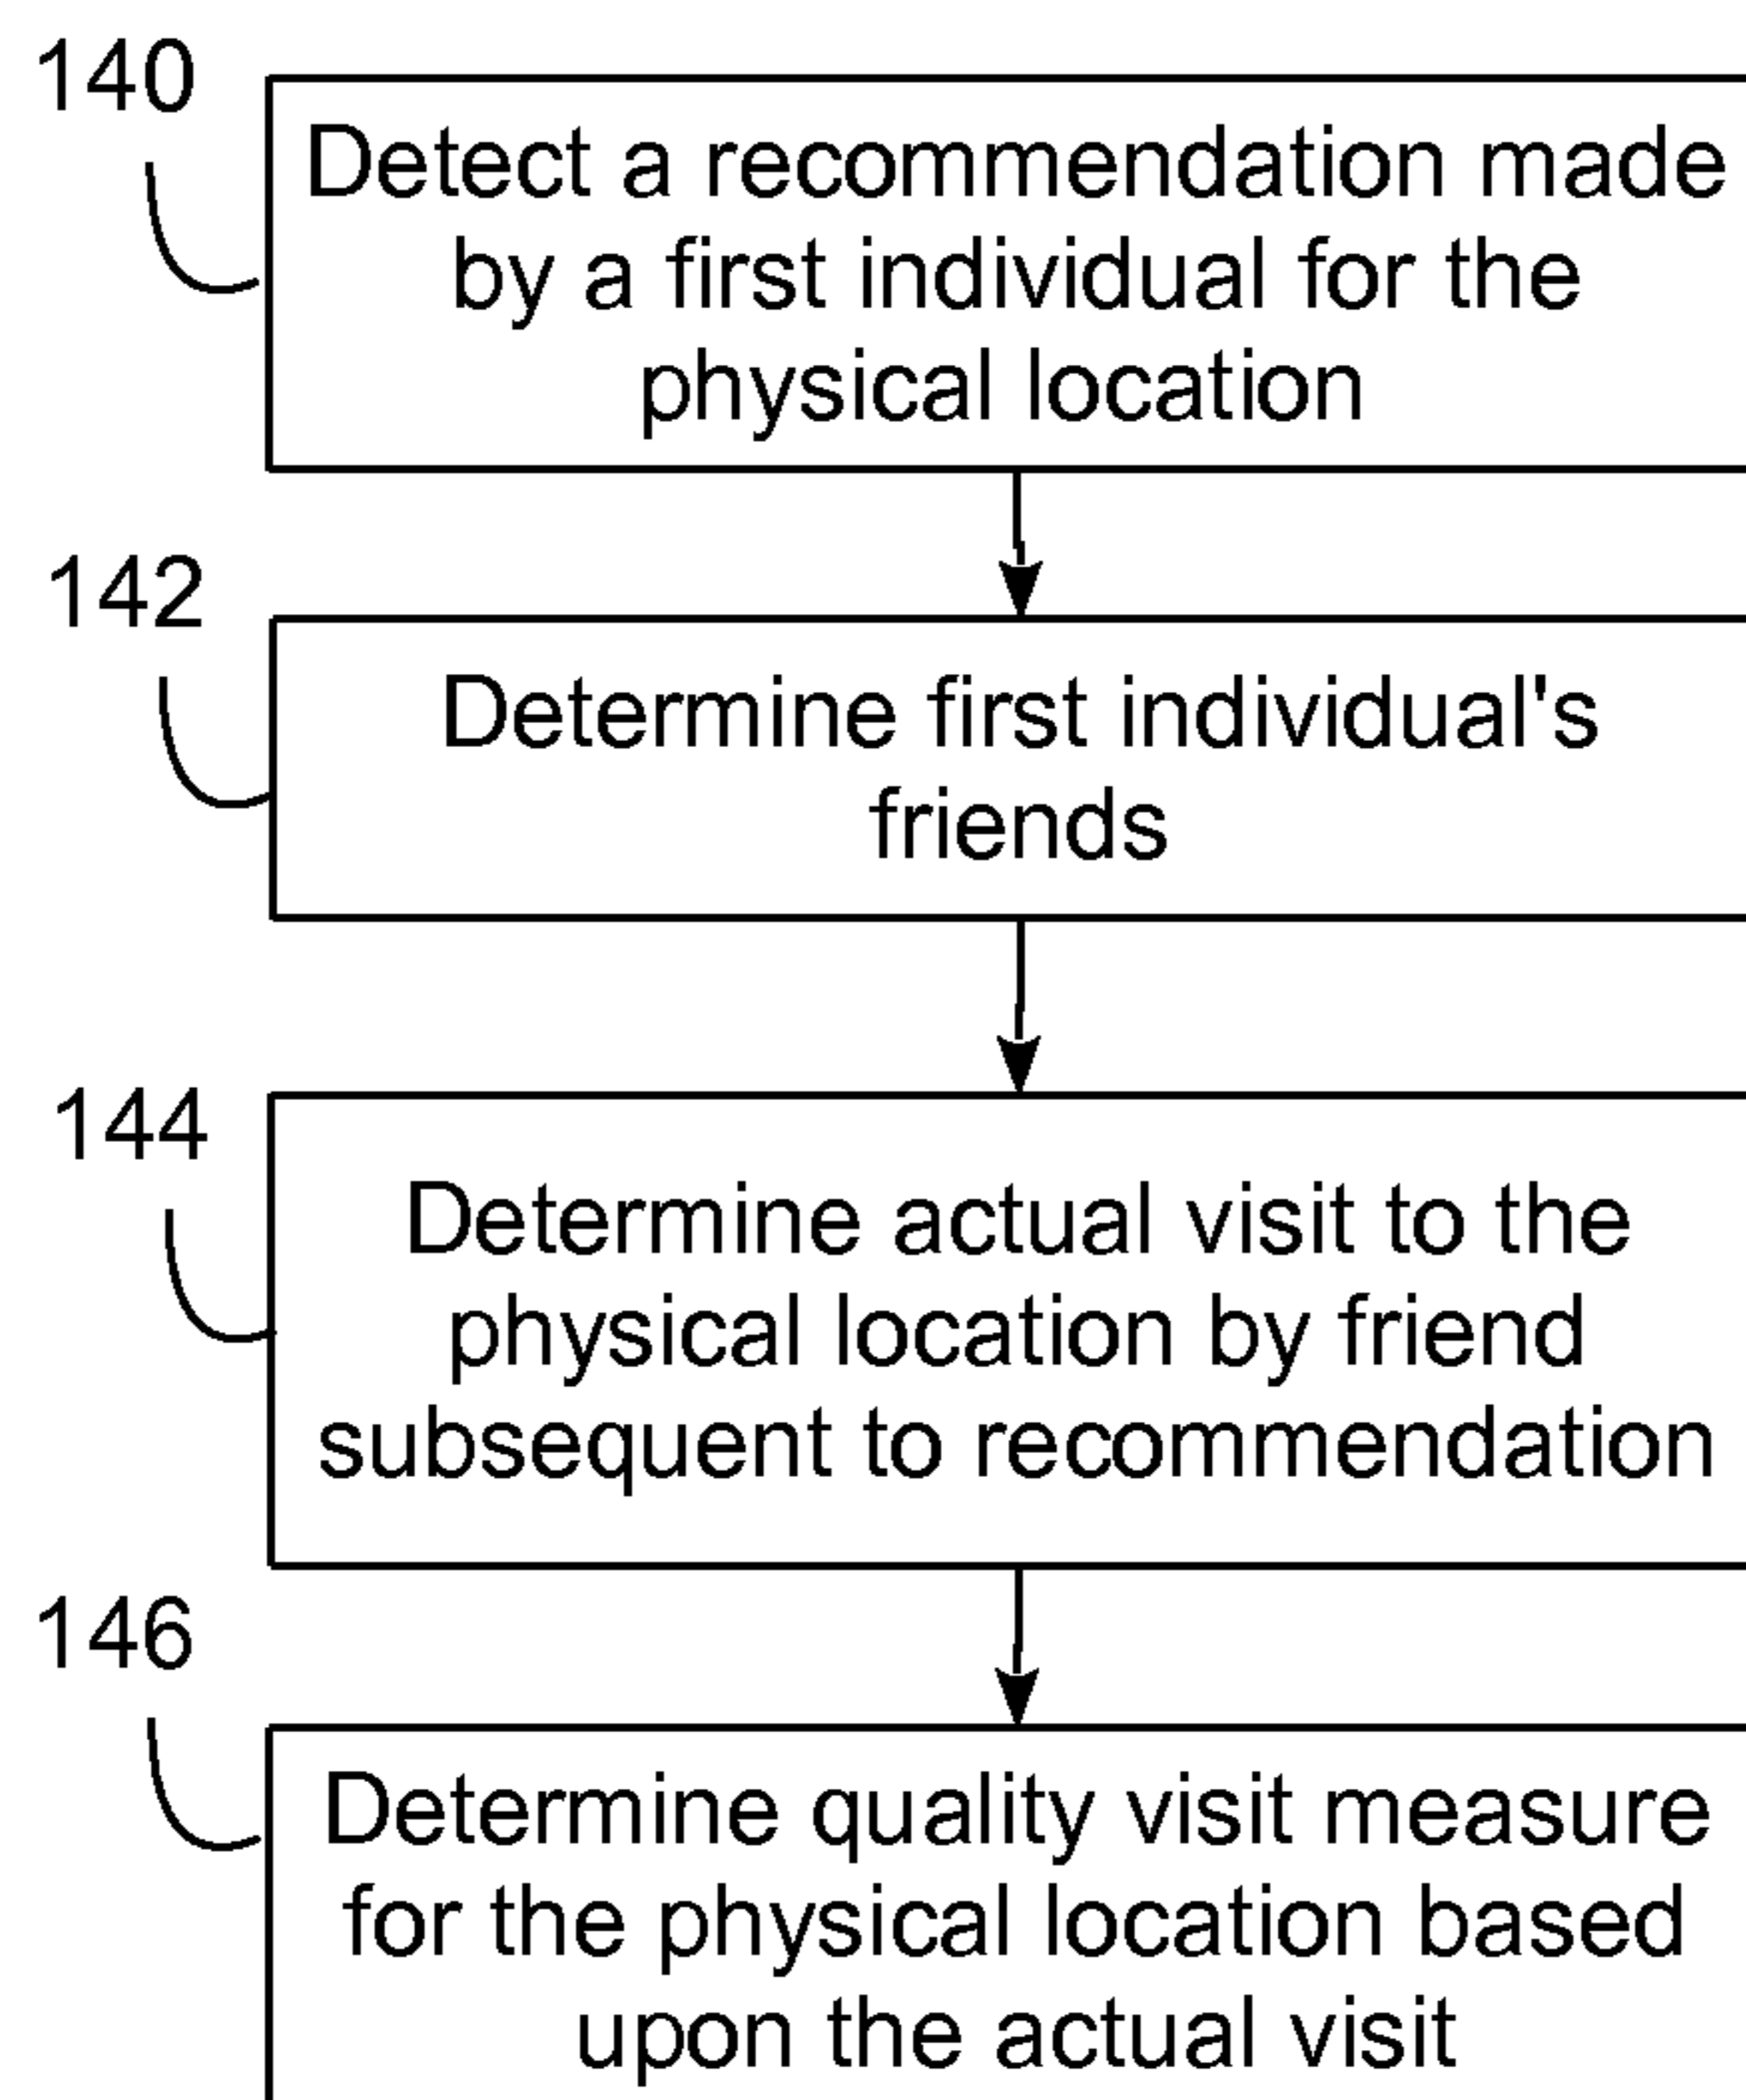 140
Detect a recommendation made
by a first individual for the
physical location
142
Determine first individual's
friends
144
Determine actual visit to the
physical location by friend
subsequent to recommendation
146
Determine quality visit measure
for the physical location based
upon the actual visit